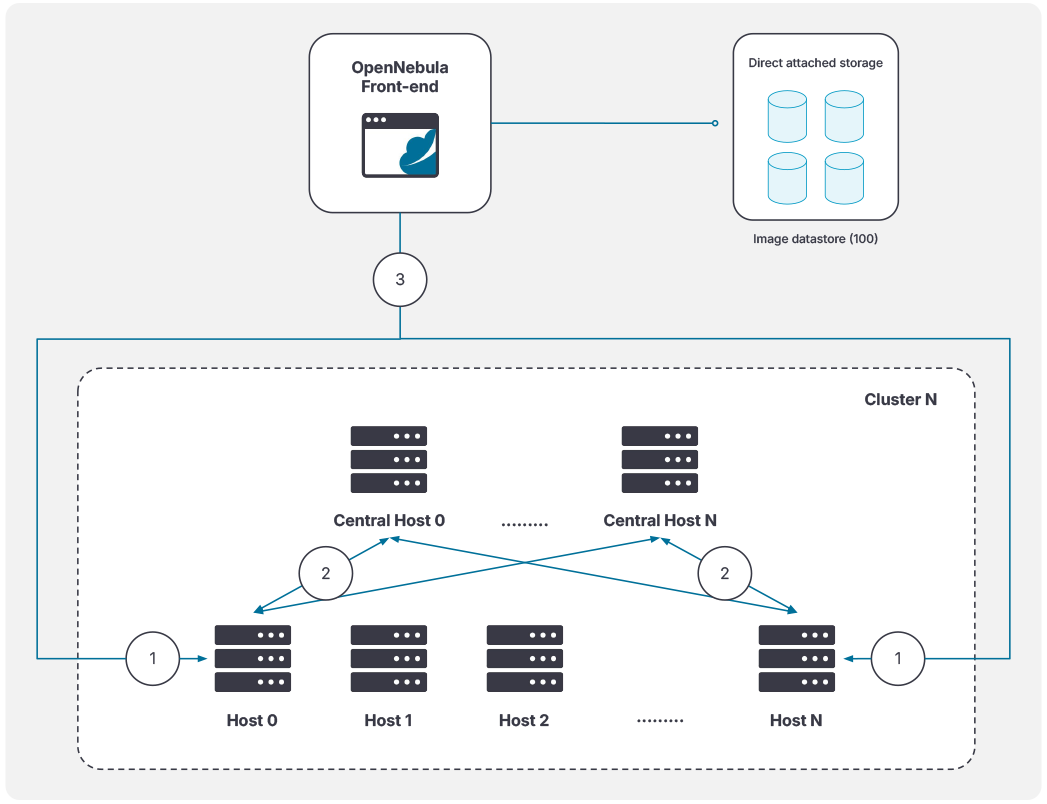 OpenNebula
Front-end
Direct attached storage
Image datastore (100)
3
Cluster N
Central Host 0
.........
Central Host N
2
2
1
1
Host 0
Host 1
Host 2
.........
Host N